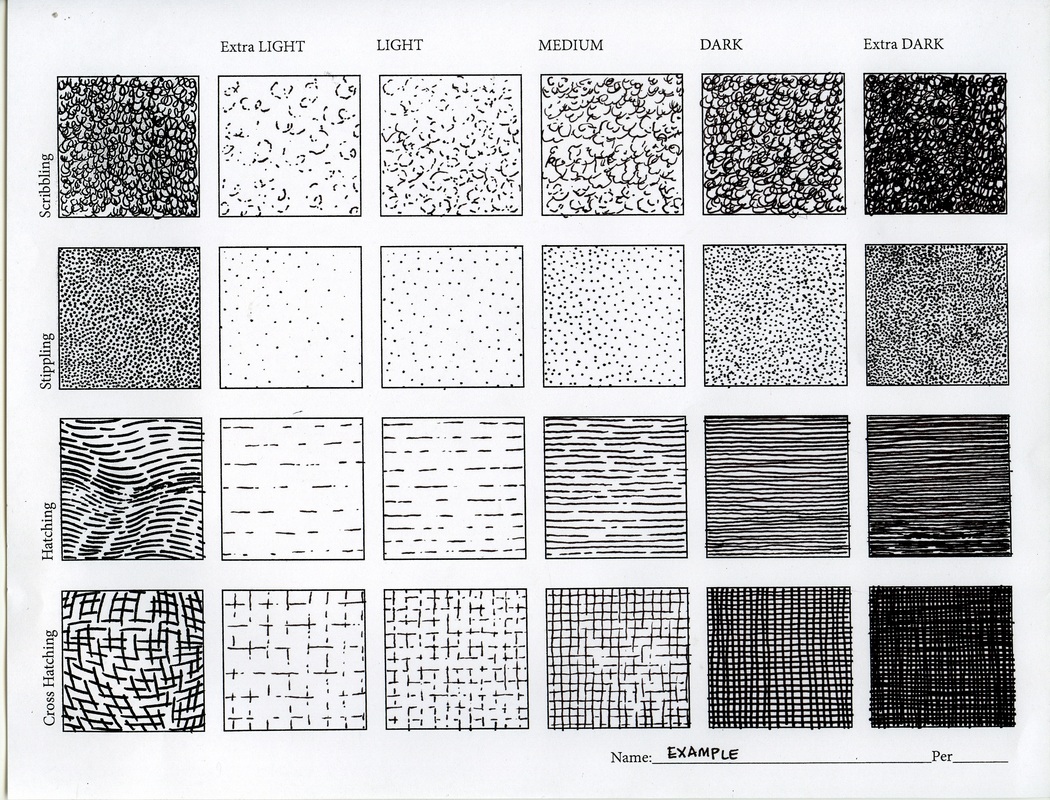 Extra LIGHT LIGHT MEDIUM DARK Extra DARK
Scribbling
Stippling
Hatching
Cross Hatching
Name: EXAMPLE Per